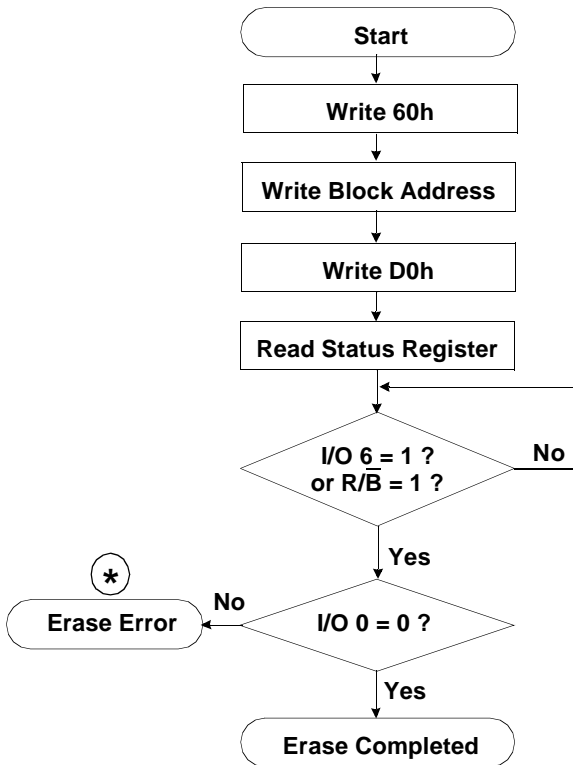 Start
Write 60h
Write Block Address
Write D0h
Read Status Register
I/O 6 = 1 ?
or R/B̅ = 1 ?
No
Yes
*
No
Erase Error
I/O 0 = 0 ?
Yes
Erase Completed